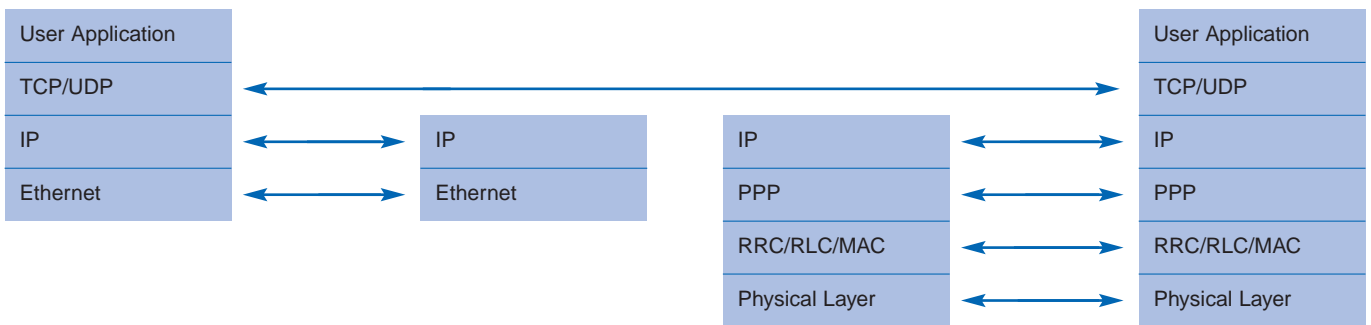 User Application
TCP/UDP
IP
Ethernet
IP
Ethernet
IP
PPP
RRC/RLC/MAC
Physical Layer
User Application
TCP/UDP
IP
PPP
RRC/RLC/MAC
Physical Layer